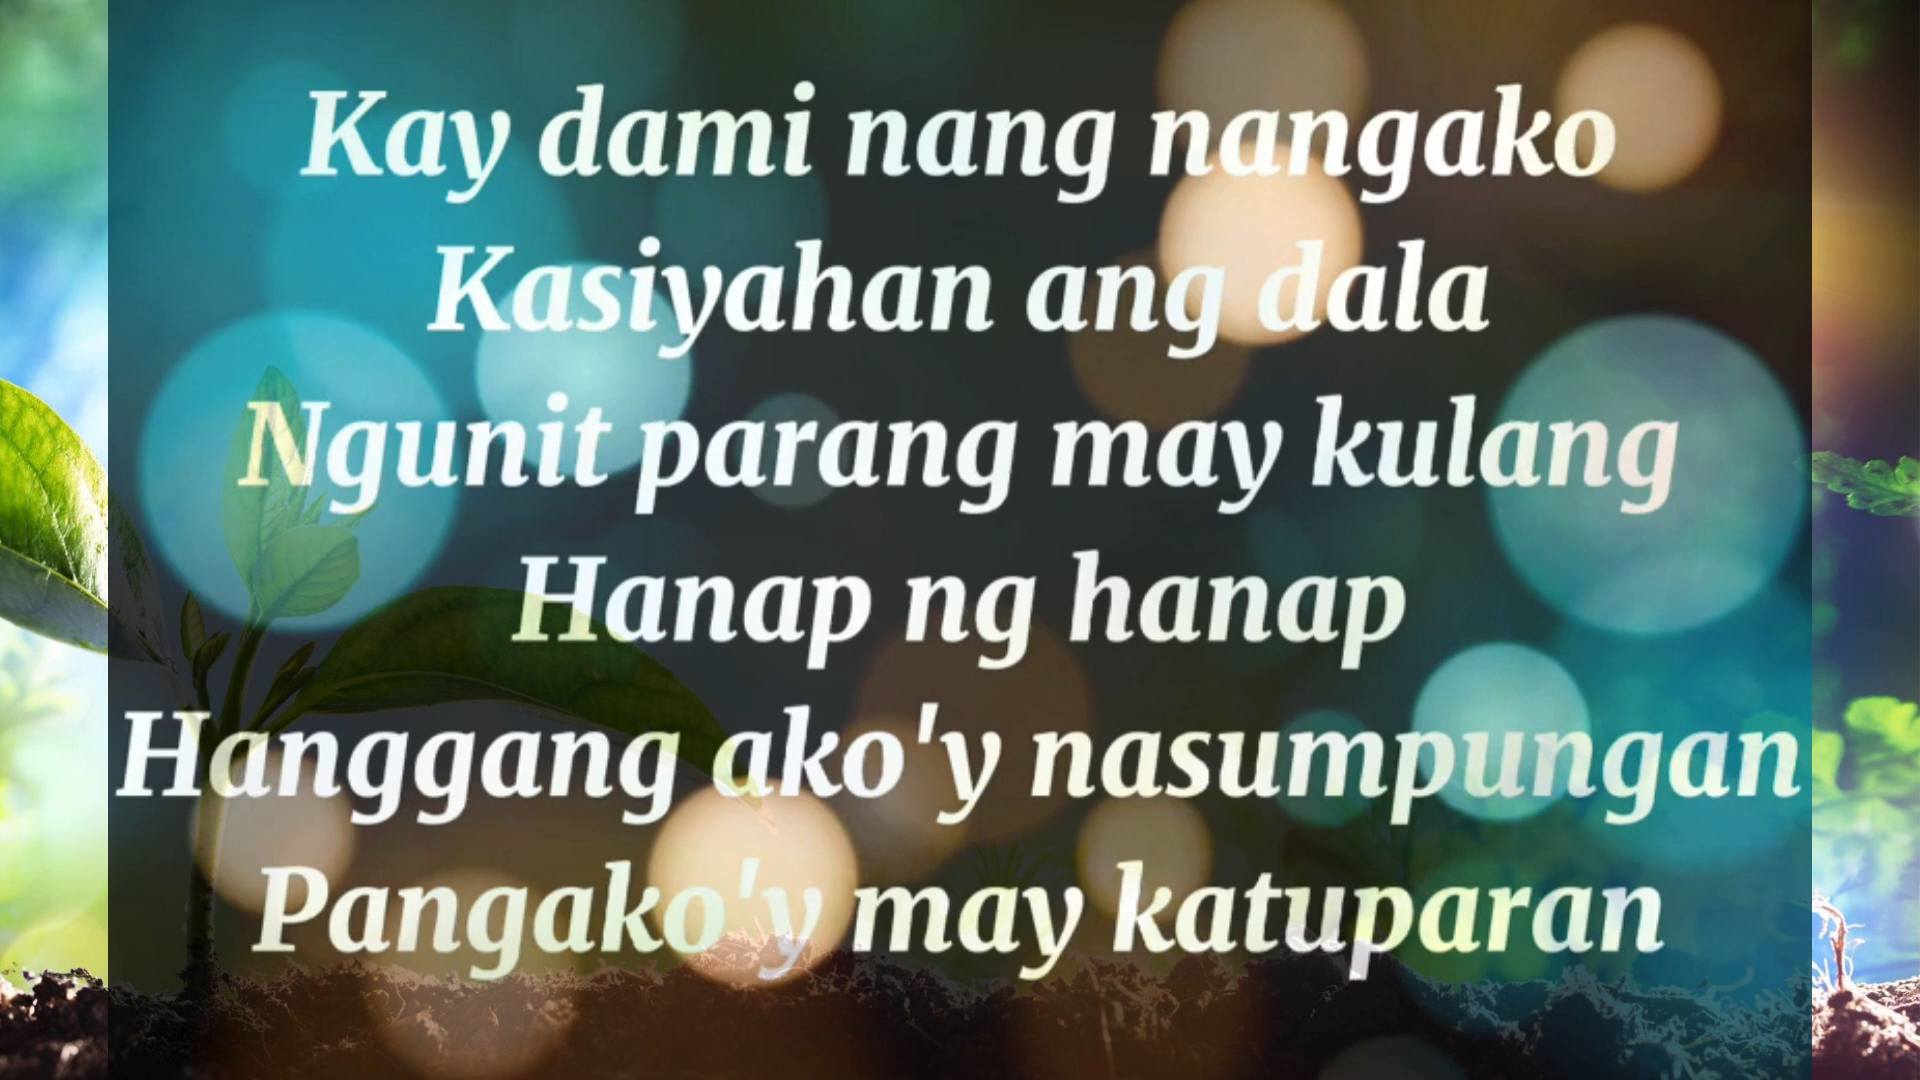 Kay dami nang nangako
Kasiyahan ang dala
Ngunit parang may kulang
Hanap ng hanap
Hanggang ako'y nasumpungan
Pangako'y may katuparan